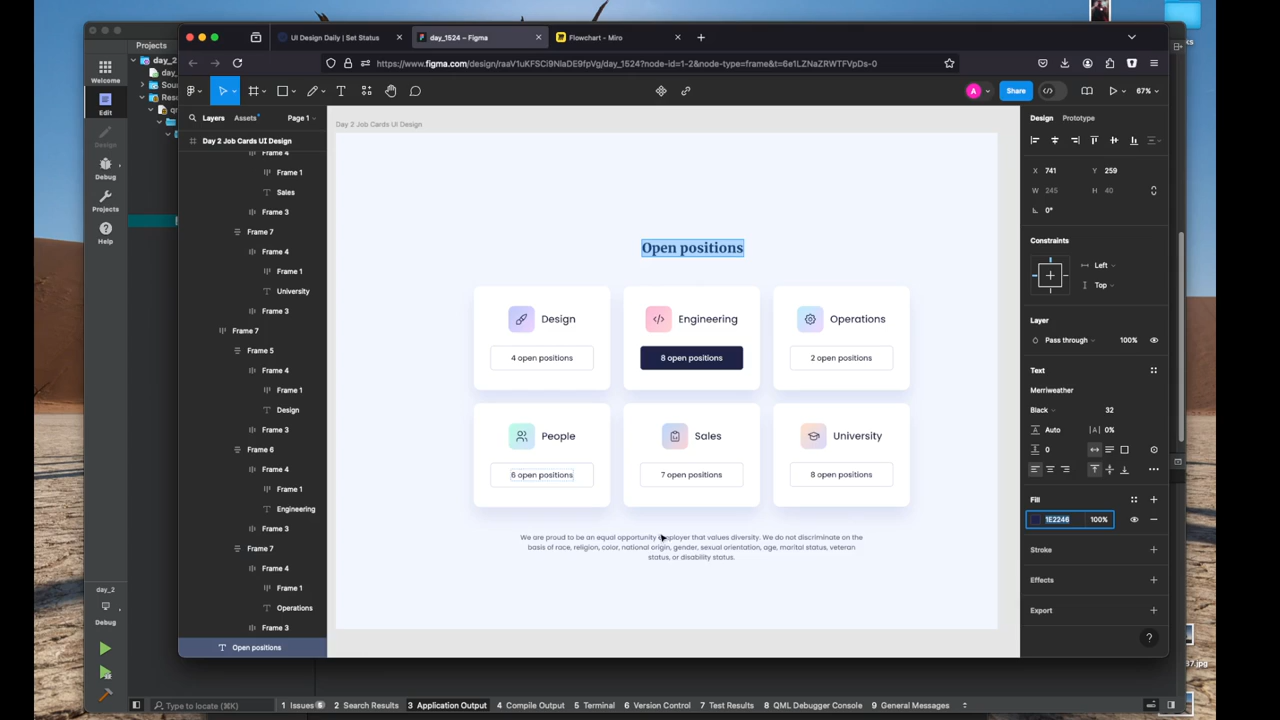 Projects
UI Design Daily | Set Status
day_1524 – Figma
Flowchart - Miro
https://www.figma.com/design/raaV1uKFSCi9NIaDE9fpVg/day_1524?node-id=1-2&node-type=frame&t=6e1LZNaZRWTFVpDs-0
Welcome
Edit
Design
Debug
Projects
Help
day_2
day_
Sour
Res
q
Layers
Assets
Page 1
A
Share
67%
Day 2 Job Cards UI Design
Frame 4
Frame 1
Sales
Frame 3
Frame 7
Frame 4
Frame 1
University
Frame 3
Frame 7
Frame 5
Frame 4
Frame 1
Design
Frame 3
Frame 6
Frame 4
Frame 1
Engineering
Frame 3
Frame 7
Frame 4
Frame 1
Operations
Frame 3
Open positions
Day 2 Job Cards UI Design
Open positions
Design
Engineering
Operations
4 open positions
8 open positions
2 open positions
People
Sales
University
6 open positions
7 open positions
8 open positions
We are proud to be an equal opportunity employer that values diversity. We do not discriminate on the
basis of race, religion, color, national origin, gender, sexual orientation, age, marital status, veteran
status, or disability status.
Design Prototype
X 741 Y 259
W 245 H 40
0°
Constraints
Left
Top
Layer
Pass through 100%
Text
Merriweather
Black 32
Auto |A| 0%
0
Fill
1E2246 100%
Stroke
Effects
Export
?
day_2
Debug
ks
37.jpg
Type to locate (⌘K)
1 Issues 6
2 Search Results
3 Application Output
4 Compile Output
5 Terminal
6 Version Control
7 Test Results
8 QML Debugger Console
9 General Messages